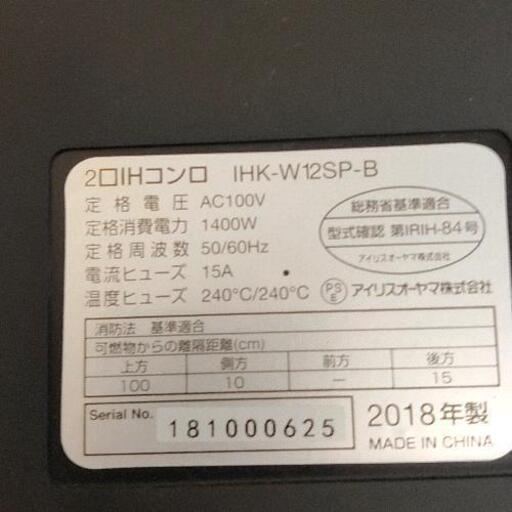 2口IHコンロ IHK-W12SP-B
定格電圧 AC100V
定格消費電力 1400W
定格周波数 50/60Hz
電流ヒューズ 15A
温度ヒューズ 240°C/240°C
総務省基準適合
型式確認 第IRIH-84号
アイリスオーヤマ株式会社
PSE アイリスオーヤマ株式会社
消防法 基準適合
可燃物からの離隔距離(cm)
上方 側方 前方 後方
100 10 ー 15
Serial No. 181000625
2018年製
MADE IN CHINA